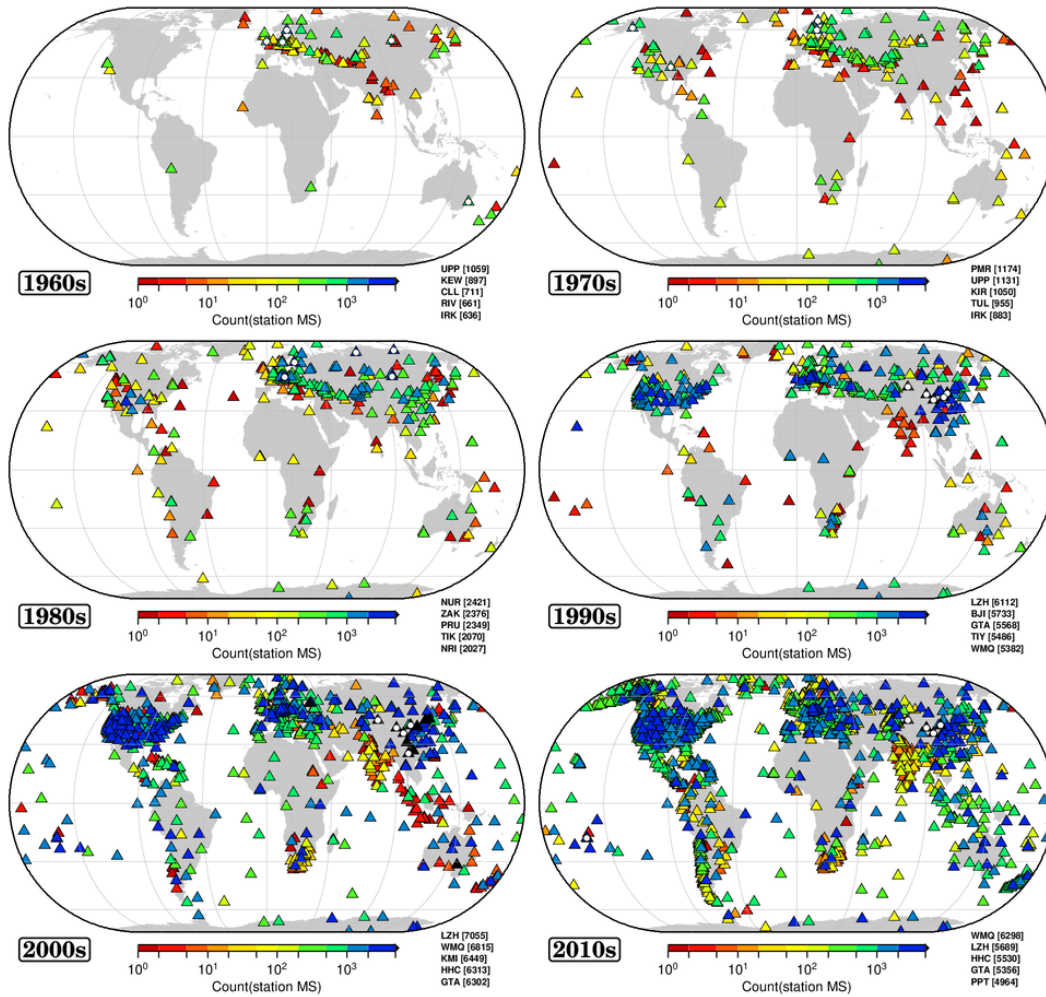 UPP [1059]
KEW [897]
CLL [711]
RIV [661]
IRK [636]
1960s
10^0 10^1 10^2 10^3
Count(station MS)
PMR [1174]
UPP [1131]
KIR [1050]
TUL [955]
IRK [883]
1970s
10^0 10^1 10^2 10^3
Count(station MS)
NUR [2421]
ZAK [2376]
PRU [2349]
TIK [2070]
NRI [2027]
1980s
10^0 10^1 10^2 10^3
Count(station MS)
LZH [6112]
BJI [5733]
GTA [5568]
TIY [5486]
WMQ [5382]
1990s
10^0 10^1 10^2 10^3
Count(station MS)
LZH [7055]
WMQ [6815]
KMI [6449]
HHC [6313]
GTA [6302]
2000s
10^0 10^1 10^2 10^3
Count(station MS)
WMQ [6298]
LZH [5689]
HHC [5530]
GTA [5356]
PPT [4964]
2010s
10^0 10^1 10^2 10^3
Count(station MS)